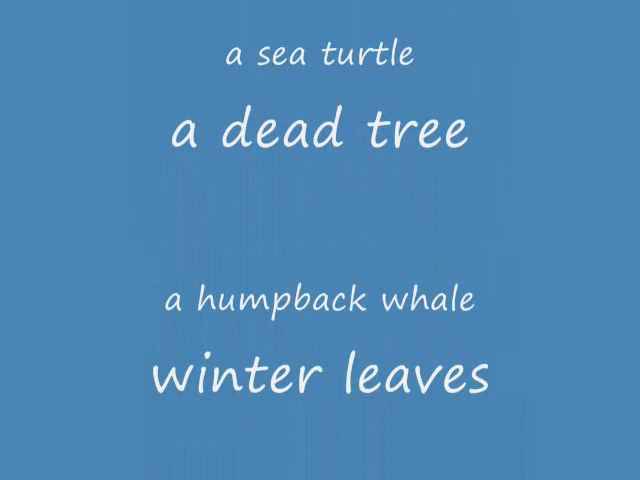 a sea turtle
a dead tree
a humpback whale
winter leaves